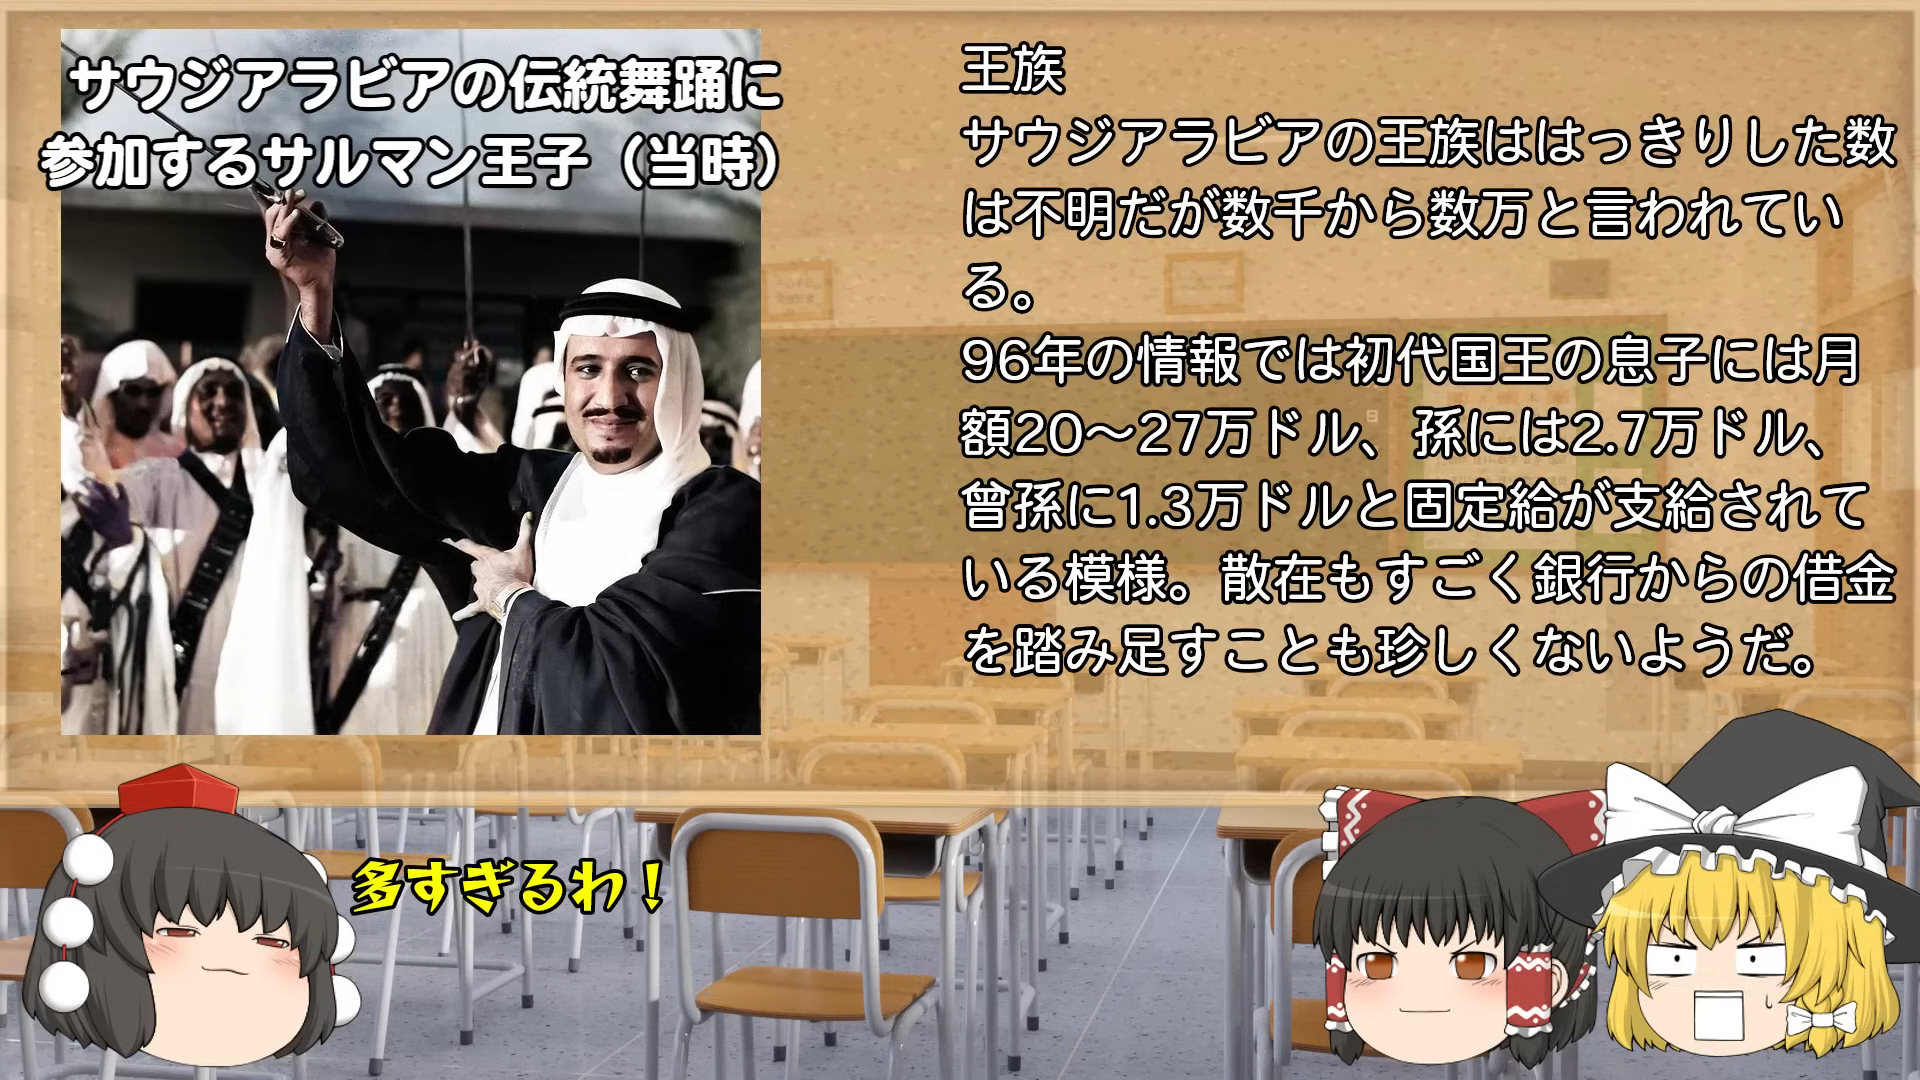 サウジアラビアの伝統舞踊に
参加するサルマン王子（当時）
王族
サウジアラビアの王族ははっきりした数
は不明だが数千から数万と言われてい
る。
96年の情報では初代国王の息子には月
額20～27万ドル、孫には2.7万ドル、
曾孫に1.3万ドルと固定給が支給されて
いる模様。散在もすごく銀行からの借金
を踏み足すことも珍しくないようだ。
多すぎるわ！